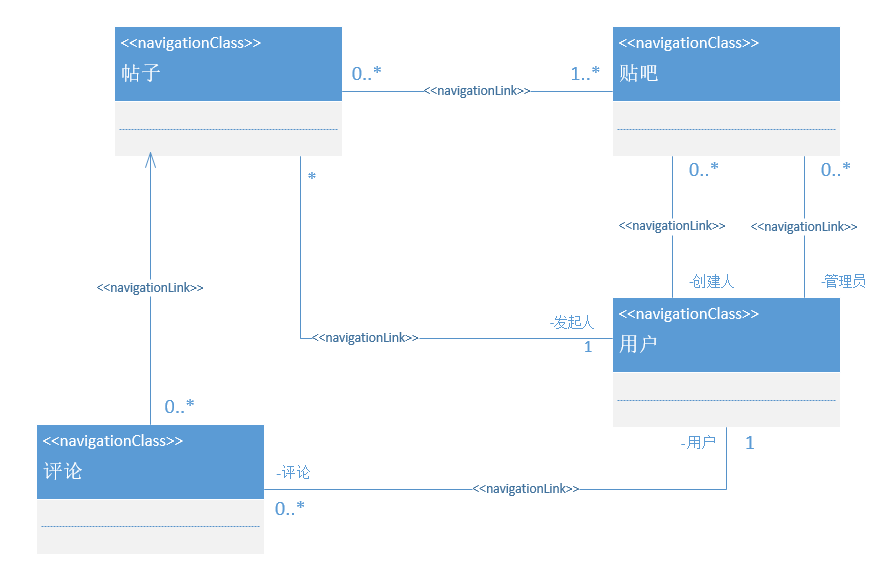 <<navigationClass>>
帖子
<<navigationClass>>
贴吧
0..*
<<navigationLink>>
1..*
*
0..*
0..*
<<navigationLink>>
<<navigationLink>>
<<navigationLink>>
-创建人
-管理员
<<navigationClass>>
用户
-发起人
<<navigationLink>>
1
0..*
<<navigationClass>>
评论
-用户
1
-评论
<<navigationLink>>
0..*